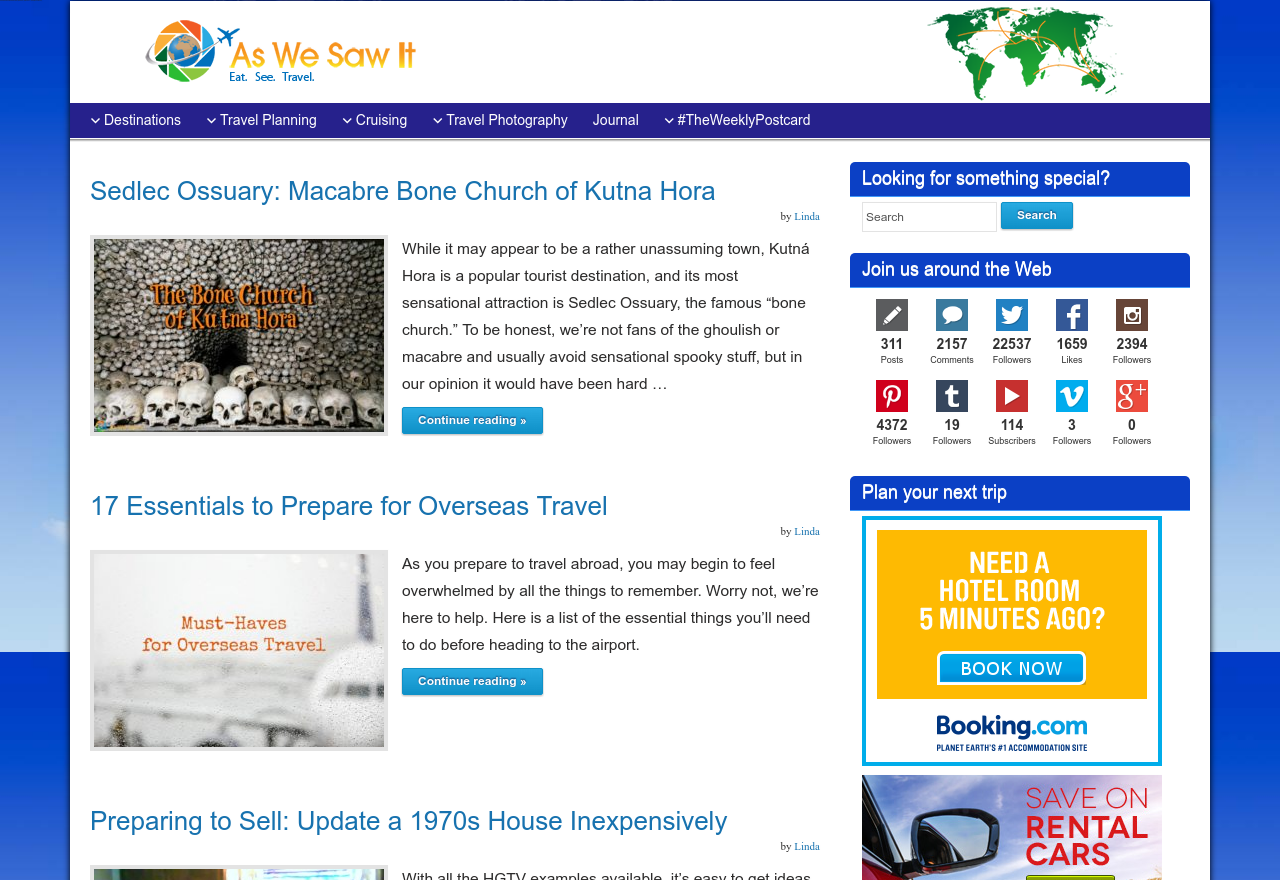 As We Saw It
Eat. See. Travel.
Destinations
Travel Planning
Cruising
Travel Photography
Journal
#TheWeeklyPostcard
Sedlec Ossuary: Macabre Bone Church of Kutna Hora
by Linda
The Bone Church
of Kutna Hora
While it may appear to be a rather unassuming town, Kutná
Hora is a popular tourist destination, and its most
sensational attraction is Sedlec Ossuary, the famous “bone
church.” To be honest, we’re not fans of the ghoulish or
macabre and usually avoid sensational spooky stuff, but in
our opinion it would have been hard …
Continue reading »
17 Essentials to Prepare for Overseas Travel
by Linda
Must-Haves
for Overseas Travel
As you prepare to travel abroad, you may begin to feel
overwhelmed by all the things to remember. Worry not, we’re
here to help. Here is a list of the essential things you’ll need
to do before heading to the airport.
Continue reading »
Preparing to Sell: Update a 1970s House Inexpensively
by Linda
With all the HGTV examples available, it’s easy to get ideas
Looking for something special?
Search
Search
Join us around the Web
311
Posts
2157
Comments
22537
Followers
1659
Likes
2394
Followers
4372
Followers
19
Followers
114
Subscribers
3
Followers
0
Followers
Plan your next trip
NEED A
HOTEL ROOM
5 MINUTES AGO?
BOOK NOW
Booking.com
PLANET EARTH'S #1 ACCOMMODATION SITE
SAVE ON
RENTAL
CARS